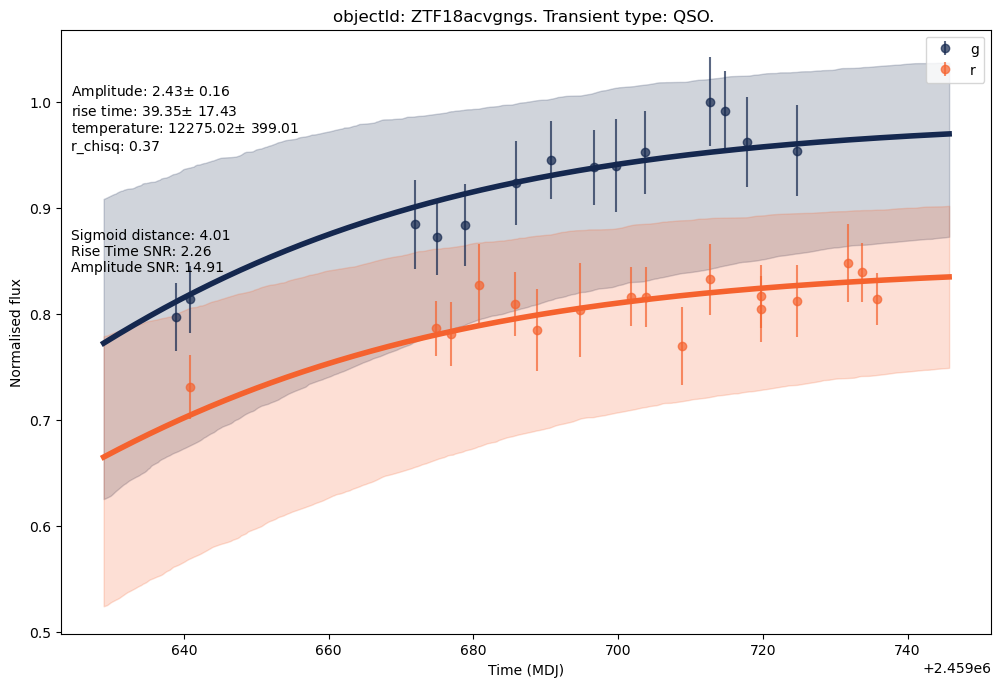 objectId: ZTF18acvgngs. Transient type: QSO.
g
r
Amplitude: 2.43± 0.16
rise time: 39.35± 17.43
temperature: 12275.02± 399.01
r_chisq: 0.37
Sigmoid distance: 4.01
Rise Time SNR: 2.26
Amplitude SNR: 14.91
Normalised flux
1.0
0.9
0.8
0.7
0.6
0.5
640
660
680
700
720
740
Time (MDJ)
+2.459e6